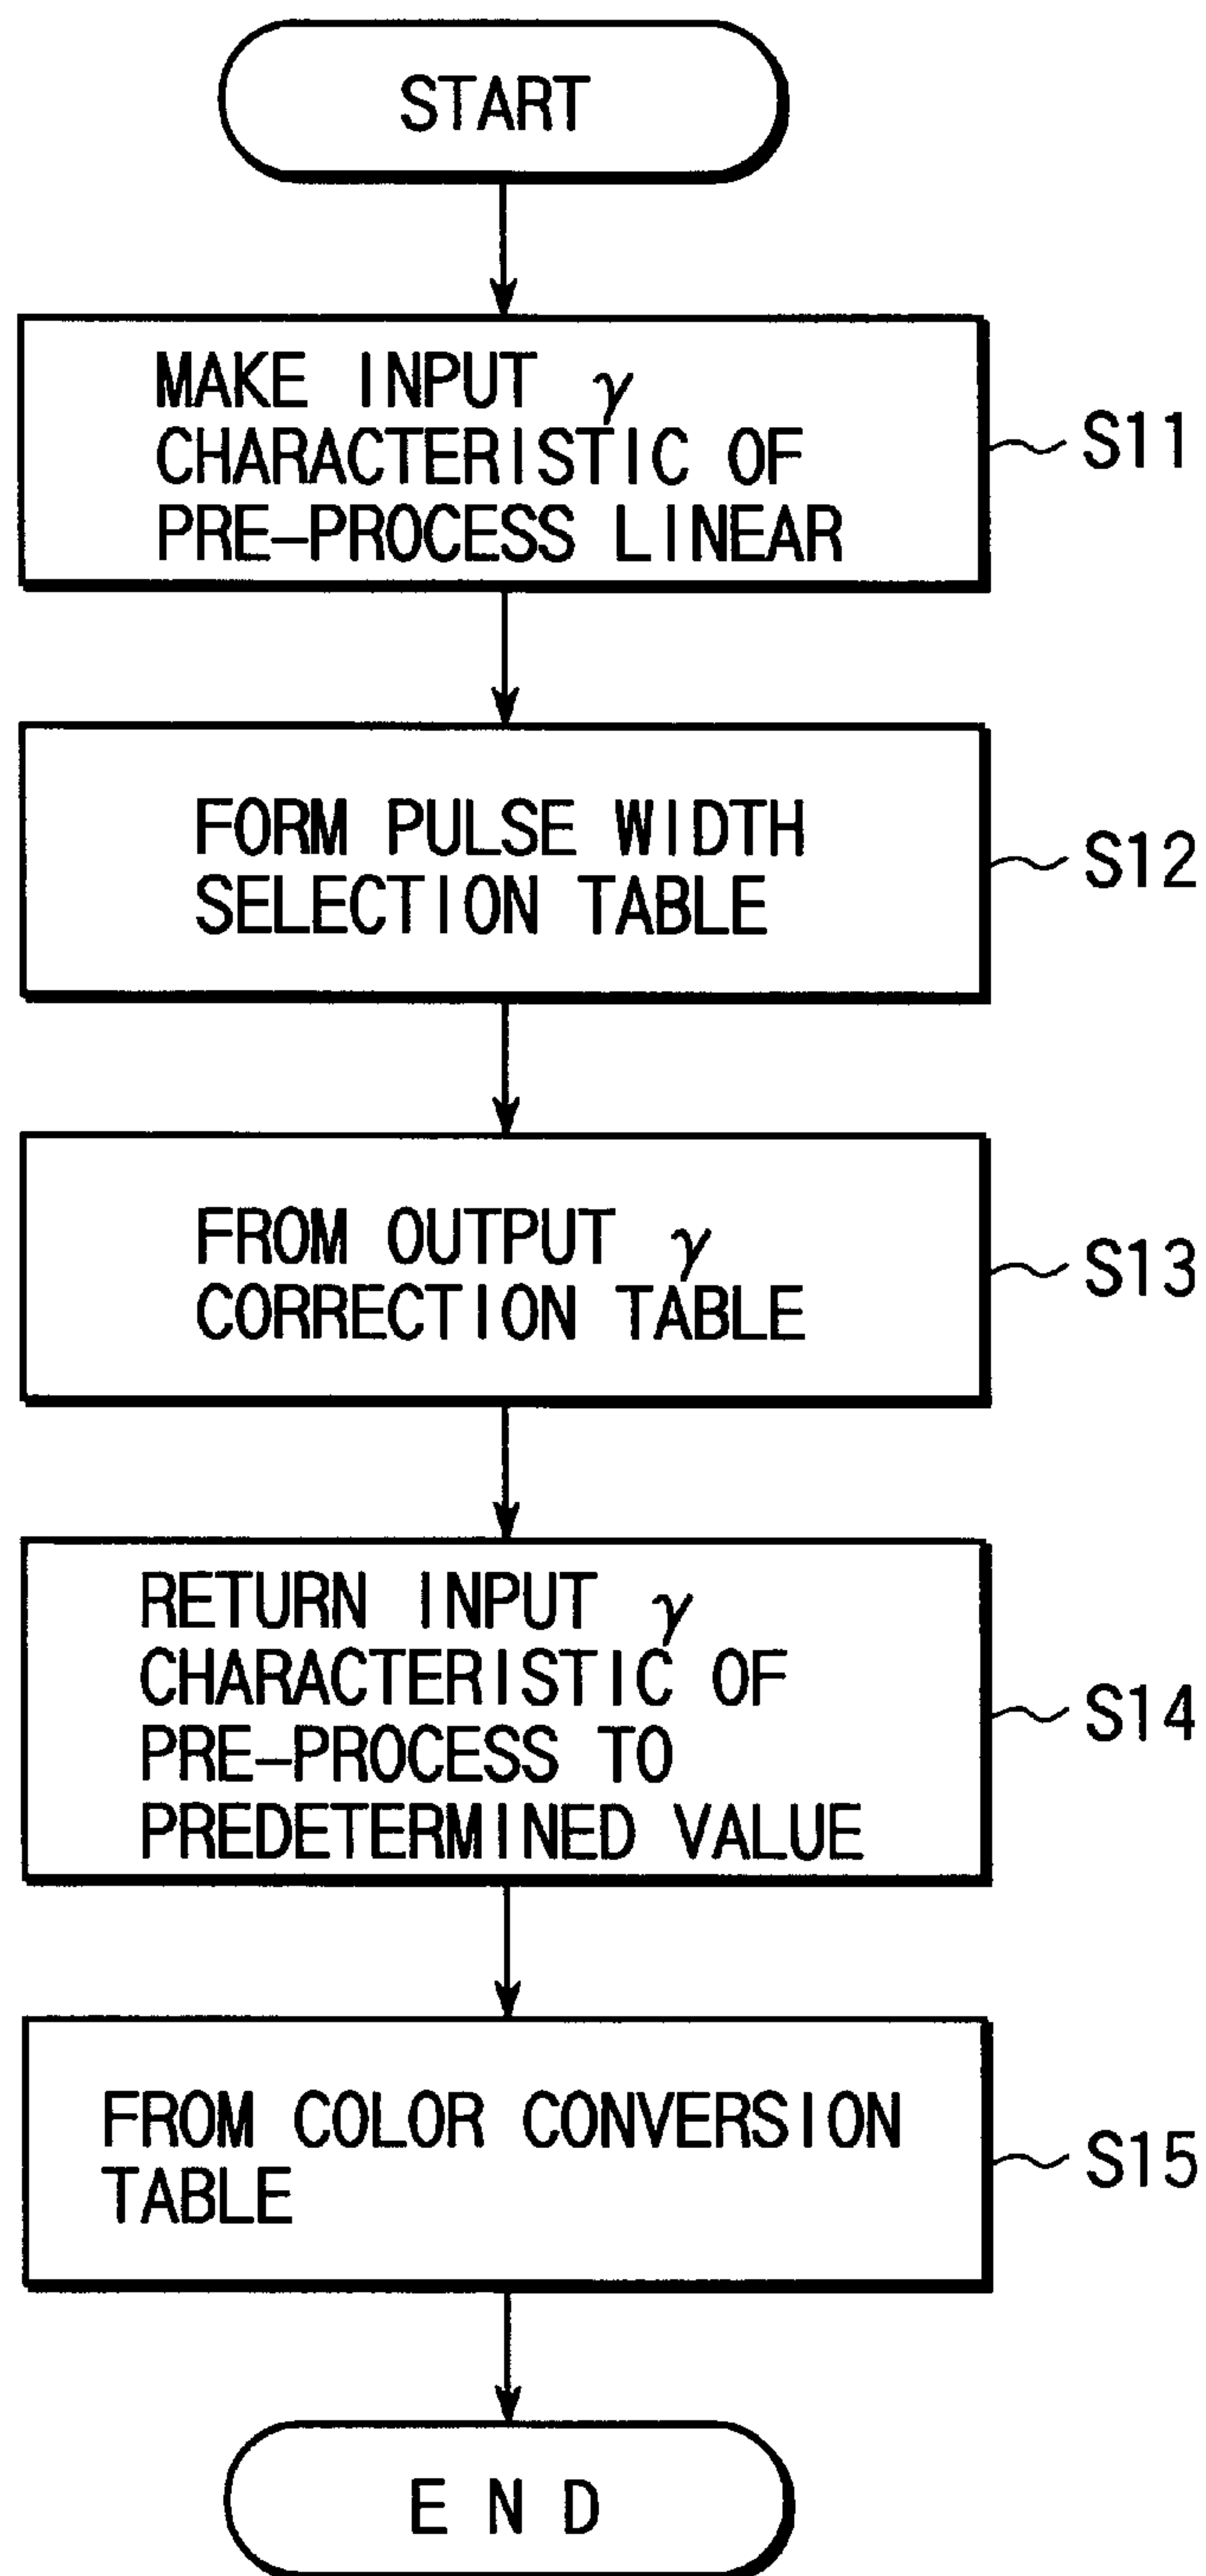 START
MAKE INPUT γ
CHARACTERISTIC OF
PRE-PROCESS LINEAR
S11
FORM PULSE WIDTH
SELECTION TABLE
S12
FROM OUTPUT γ
CORRECTION TABLE
S13
RETURN INPUT γ
CHARACTERISTIC OF
PRE-PROCESS TO
PREDETERMINED VALUE
S14
FROM COLOR CONVERSION
TABLE
S15
END